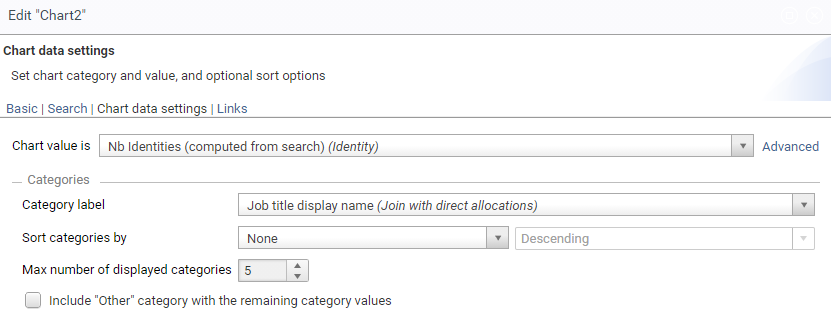 Edit "Chart2"
Chart data settings
Set chart category and value, and optional sort options
Basic | Search | Chart data settings | Links
Chart value is Nb Identities (computed from search) (Identity) Advanced
Categories
Category label Job title display name (Join with direct allocations)
Sort categories by None Descending
Max number of displayed categories 5
Include "Other" category with the remaining category values